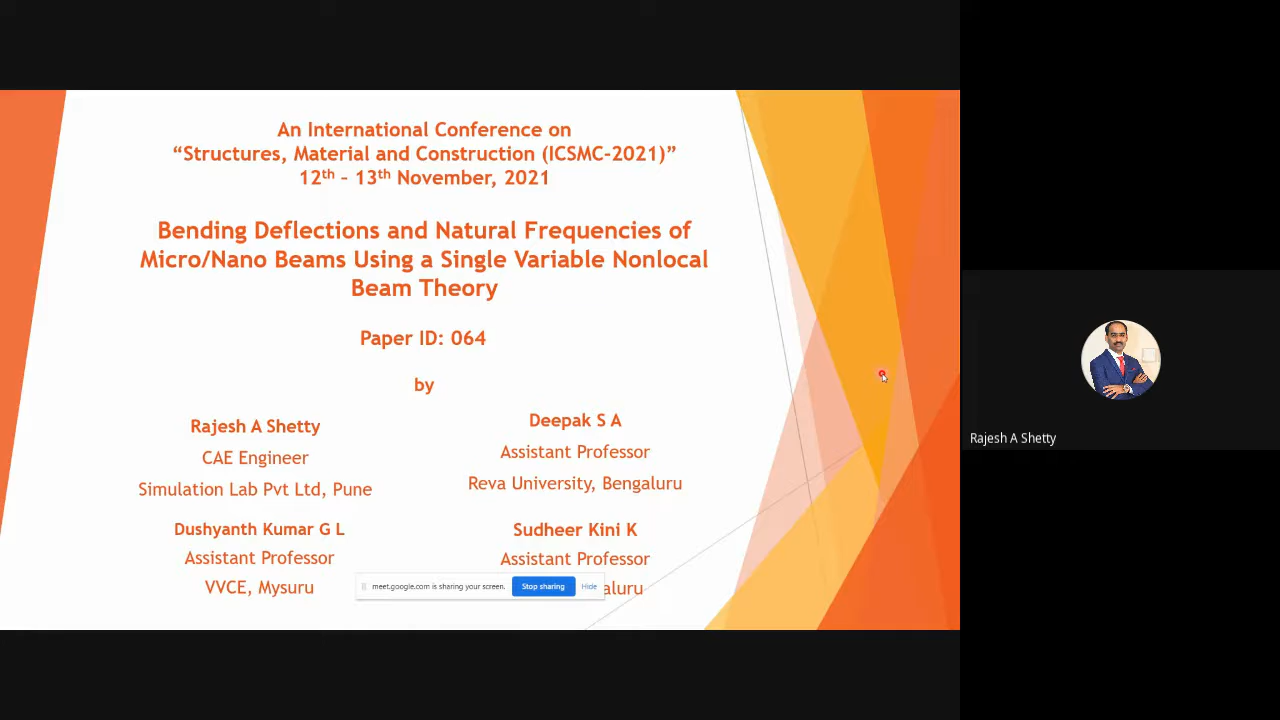 An International Conference on
“Structures, Material and Construction (ICSMC-2021)”
12th – 13th November, 2021
Bending Deflections and Natural Frequencies of
Micro/Nano Beams Using a Single Variable Nonlocal
Beam Theory
Paper ID: 064
by
Rajesh A Shetty
CAE Engineer
Simulation Lab Pvt Ltd, Pune
Deepak S A
Assistant Professor
Reva University, Bengaluru
Dushyanth Kumar G L
Assistant Professor
VVCE, Mysuru
Sudheer Kini K
Assistant Professor
aluru
meet.google.com is sharing your screen. Stop sharing Hide
Rajesh A Shetty